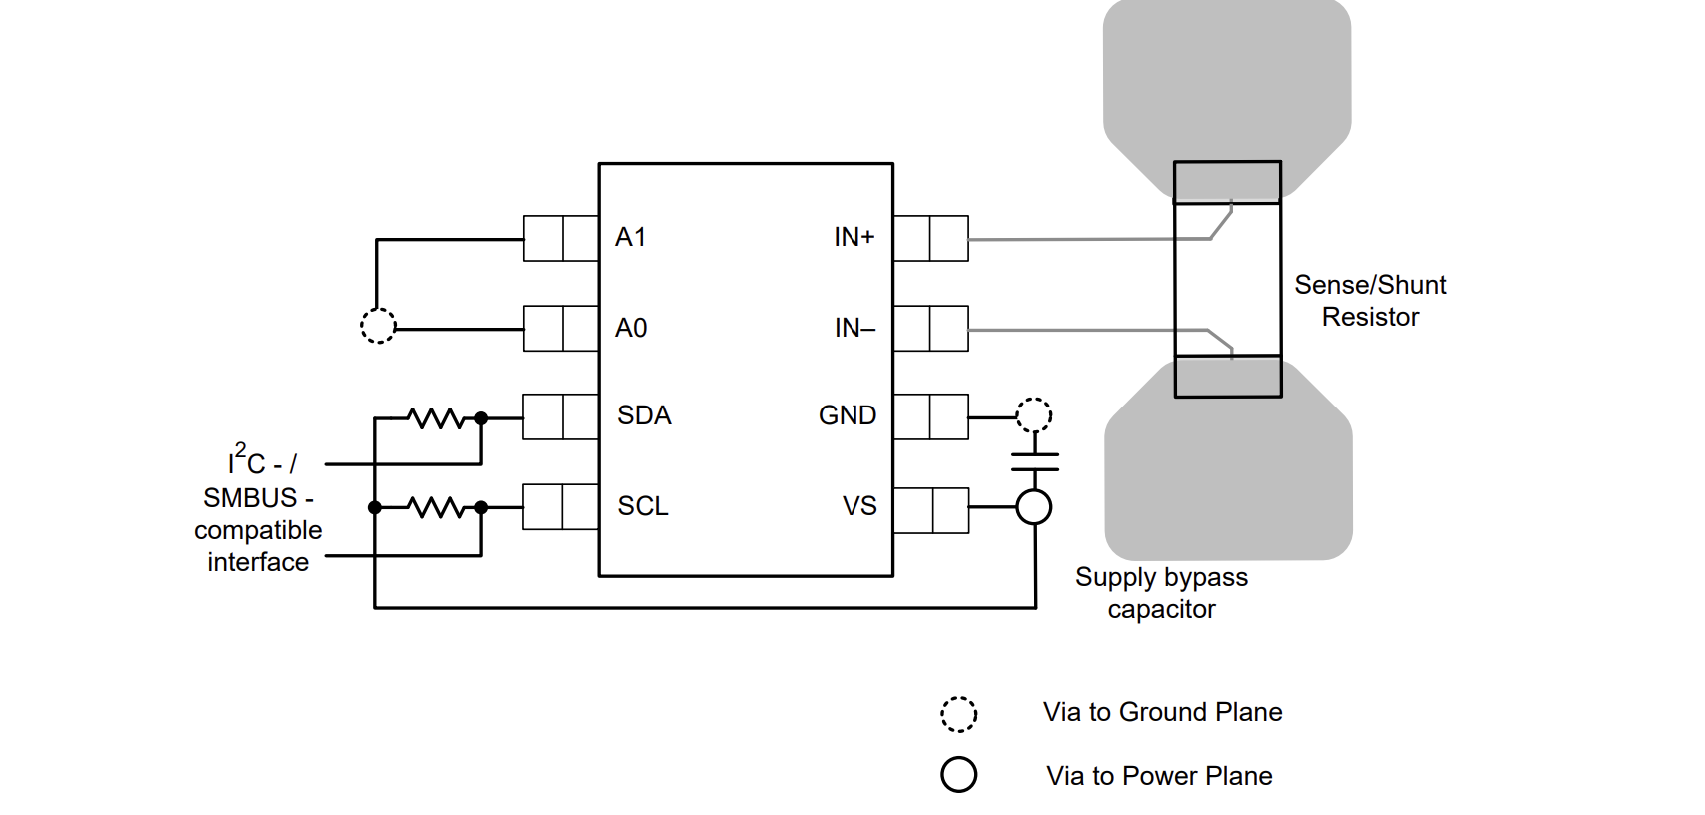 A1
IN+
A0
IN–
SDA
GND
SCL
VS
I²C - /
SMBUS -
compatible
interface
Sense/Shunt
Resistor
Supply bypass
capacitor
Via to Ground Plane
Via to Power Plane